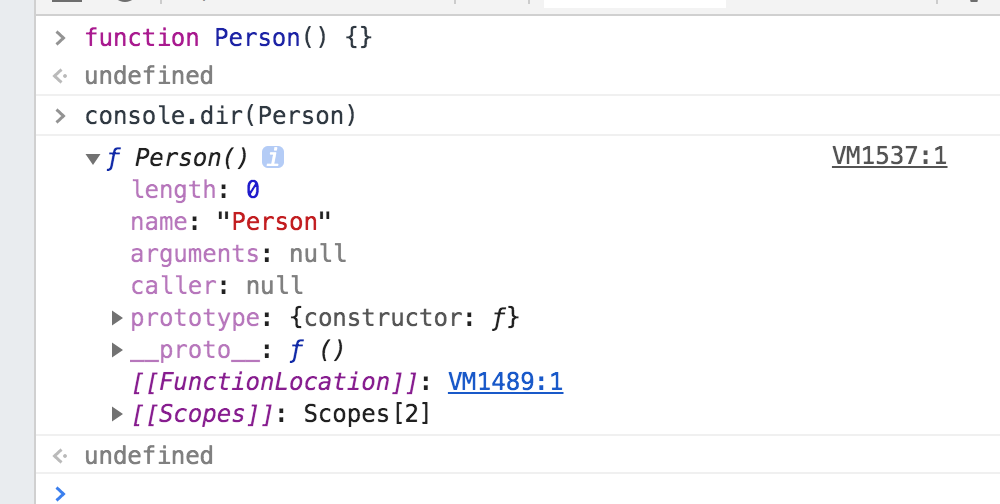 > function Person() {}
<· undefined
> console.dir(Person)
▼ƒ Person() i VM1537:1
length: 0
name: "Person"
arguments: null
caller: null
▶prototype: {constructor: ƒ}
▶__proto__: ƒ ()
[[FunctionLocation]]: VM1489:1
▶[[Scopes]]: Scopes[2]
<· undefined
>